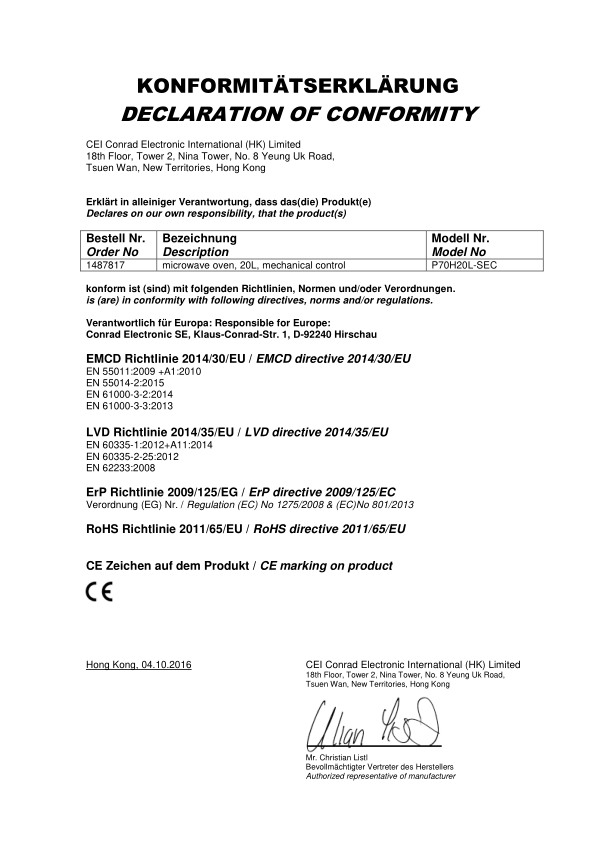 KONFORMITÄTSERKLÄRUNG
DECLARATION OF CONFORMITY
CEI Conrad Electronic International (HK) Limited
18th Floor, Tower 2, Nina Tower, No. 8 Yeung Uk Road,
Tsuen Wan, New Territories, Hong Kong
Erklärt in alleiniger Verantwortung, dass das(die) Produkt(e)
Declares on our own responsibility, that the product(s)
Bestell Nr. Bezeichnung Modell Nr.
Order No Description Model No
1487817 microwave oven, 20L, mechanical control P70H20L-SEC
konform ist (sind) mit folgenden Richtlinien, Normen und/oder Verordnungen.
is (are) in conformity with following directives, norms and/or regulations.
Verantwortlich für Europa: Responsible for Europe:
Conrad Electronic SE, Klaus-Conrad-Str. 1, D-92240 Hirschau
EMCD Richtlinie 2014/30/EU / EMCD directive 2014/30/EU
EN 55011:2009 +A1:2010
EN 55014-2:2015
EN 61000-3-2:2014
EN 61000-3-3:2013
LVD Richtlinie 2014/35/EU / LVD directive 2014/35/EU
EN 60335-1:2012+A11:2014
EN 60335-2-25:2012
EN 62233:2008
ErP Richtlinie 2009/125/EG / ErP directive 2009/125/EC
Verordnung (EG) Nr. / Regulation (EC) No 1275/2008 & (EC)No 801/2013
RoHS Richtlinie 2011/65/EU / RoHS directive 2011/65/EU
CE Zeichen auf dem Produkt / CE marking on product
CE
Hong Kong, 04.10.2016
CEI Conrad Electronic International (HK) Limited
18th Floor, Tower 2, Nina Tower, No. 8 Yeung Uk Road,
Tsuen Wan, New Territories, Hong Kong
Mr. Christian Listl
Bevollmächtigter Vertreter des Herstellers
Authorized representative of manufacturer